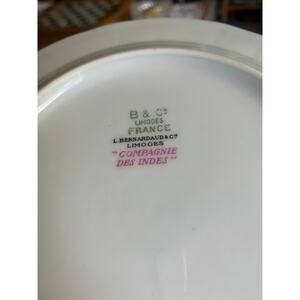 B & Co
LIMOGES
FRANCE
L. BERNARDAUD & Co
LIMOGES
"COMPAGNIE
DES INDES"